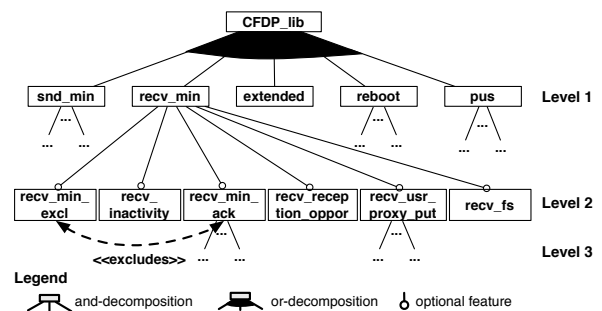 CFDP_lib
snd_min recv_min extended reboot pus Level 1
... ... ...
... ... ... ... ... ...
recv_min_
excl
recv_
inactivity
recv_min_
ack
recv_recep
tion_oppor
recv_usr_
proxy_put
recv_fs
Level 2
... ...
<<excludes>> ... ... ... ... Level 3
Legend
and-decomposition or-decomposition optional feature